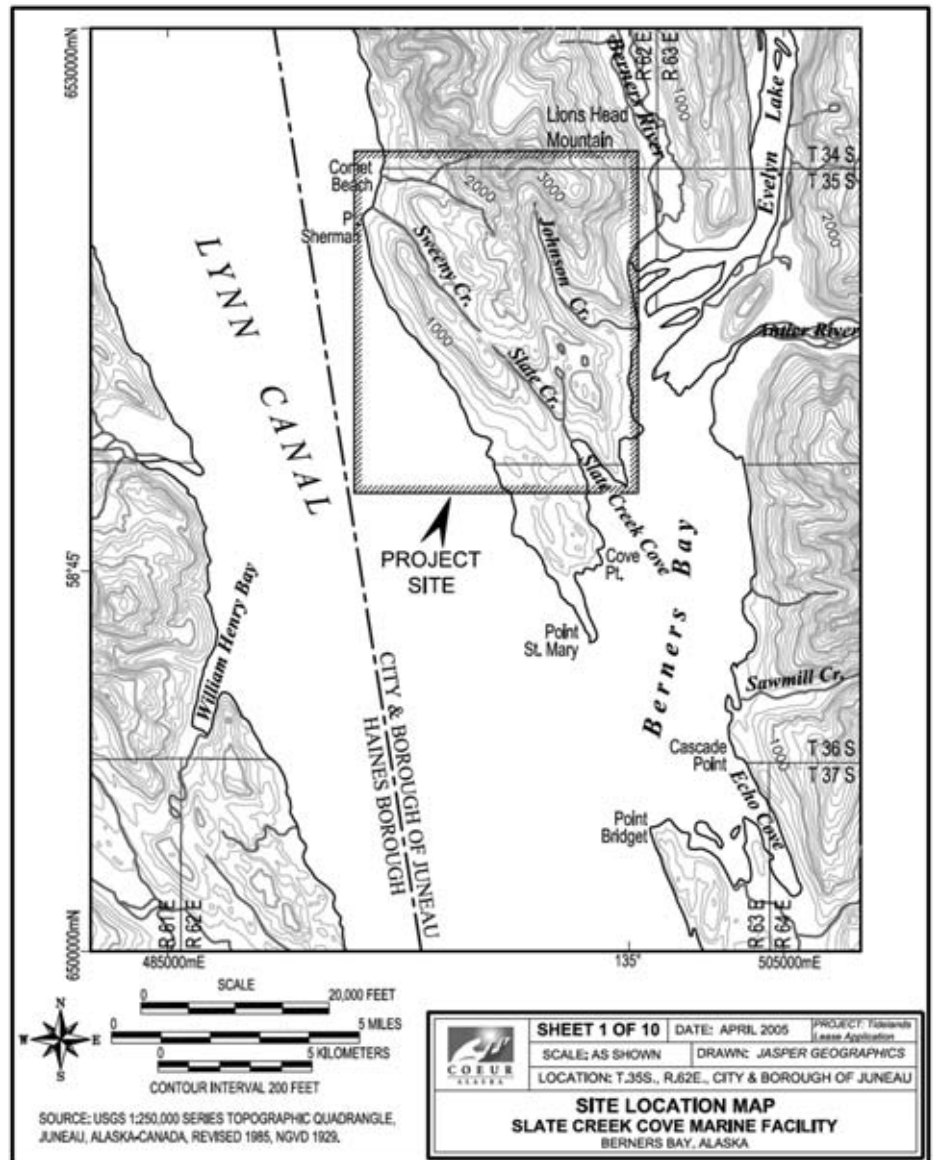 6530000mN
Berners River
R 62 E
R 63 E
1000
Evelyn Lake
Lions Head
Mountain
T 34 S
T 35 S
Comet
Beach
2000
3000
2000
Sherman
Sweeny Cr.
Johnson Cr.
LYNN CANAL
1000
Antler River
Slate Cr.
Slate Creek Cove
PROJECT
SITE
58°45'
Cove
Pt.
Berners Bay
Point
St. Mary
William Henry Bay
CITY & BOROUGH OF JUNEAU
HAINES BOROUGH
Sawmill Cr.
Cascade
Point
1000
T 36 S
T 37 S
Echo Cove
Point
Bridget
R 61 E
R 62 E
R 63 E
R 64 E
6500000mN
485000mE
135°
505000mE
N
W E
S
SCALE
0 20,000 FEET
0 5 MILES
0 5 KILOMETERS
CONTOUR INTERVAL 200 FEET
SOURCE: USGS 1:250,000 SERIES TOPOGRAPHIC QUADRANGLE,
JUNEAU, ALASKA-CANADA, REVISED 1985, NGVD 1929.
COEUR
ALASKA
SHEET 1 OF 10 DATE: APRIL 2005 PROJECT: Tidelands
Lease Application
SCALE: AS SHOWN DRAWN: JASPER GEOGRAPHICS
LOCATION: T.35S., R.62E., CITY & BOROUGH OF JUNEAU
SITE LOCATION MAP
SLATE CREEK COVE MARINE FACILITY
BERNERS BAY, ALASKA